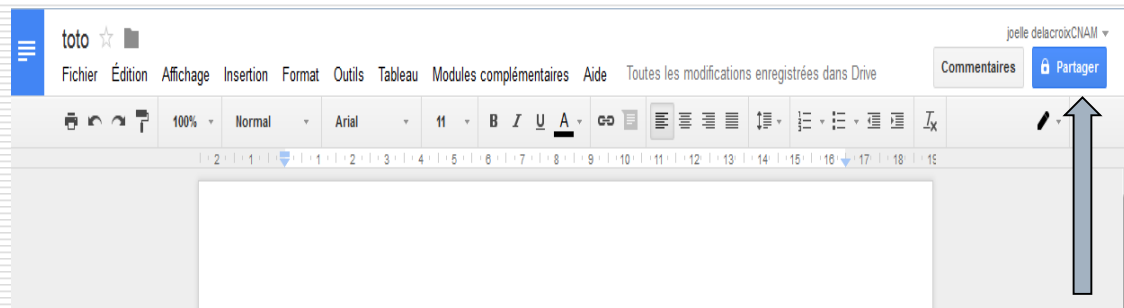 joelle delacroixCNAM
toto
Fichier Édition Affichage Insertion Format Outils Tableau Modules complémentaires Aide Toutes les modifications enregistrées dans Drive
Commentaires Partager
100% Normal Arial 11 B I U A
2 1 1 2 3 4 5 6 7 8 9 10 11 12 13 14 15 16 17 18 19